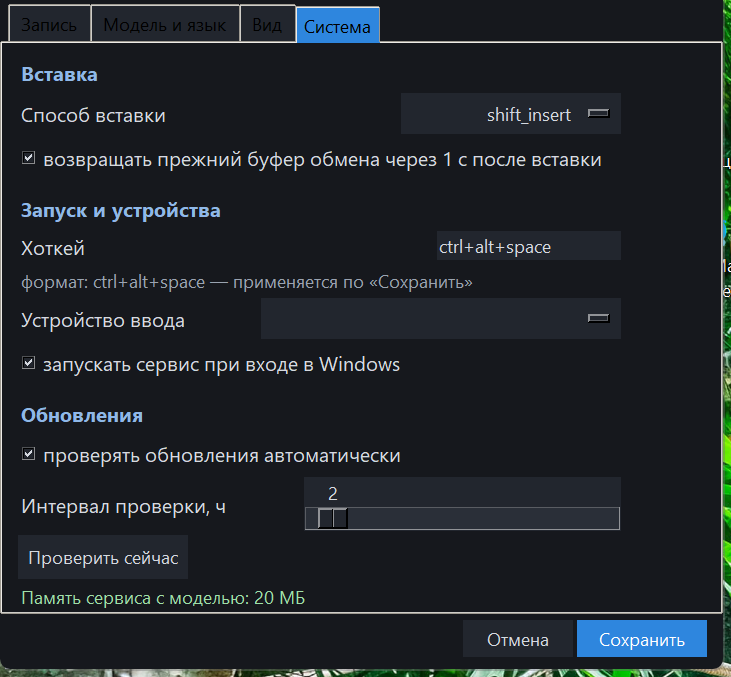 Запись Модель и язык Вид Система
Вставка
Способ вставки shift_insert
возвращать прежний буфер обмена через 1 с после вставки
Запуск и устройства
Хоткей ctrl+alt+space
формат: ctrl+alt+space — применяется по «Сохранить»
Устройство ввода
запускать сервис при входе в Windows
Обновления
проверять обновления автоматически
2
Интервал проверки, ч
Проверить сейчас
Память сервиса с моделью: 20 МБ
Отмена Сохранить